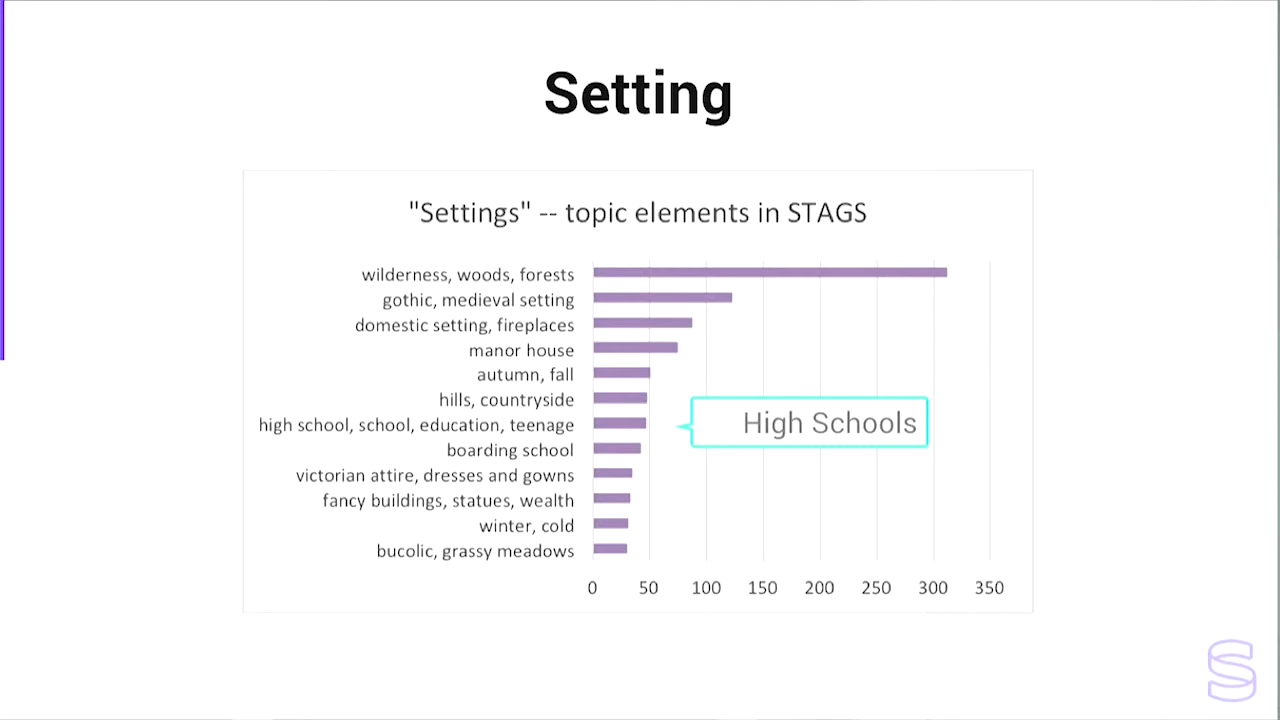 Setting
"Settings" -- topic elements in STAGS
wilderness, woods, forests
gothic, medieval setting
domestic setting, fireplaces
manor house
autumn, fall
hills, countryside
high school, school, education, teenage
High Schools
boarding school
victorian attire, dresses and gowns
fancy buildings, statues, wealth
winter, cold
bucolic, grassy meadows
0 50 100 150 200 250 300 350
S